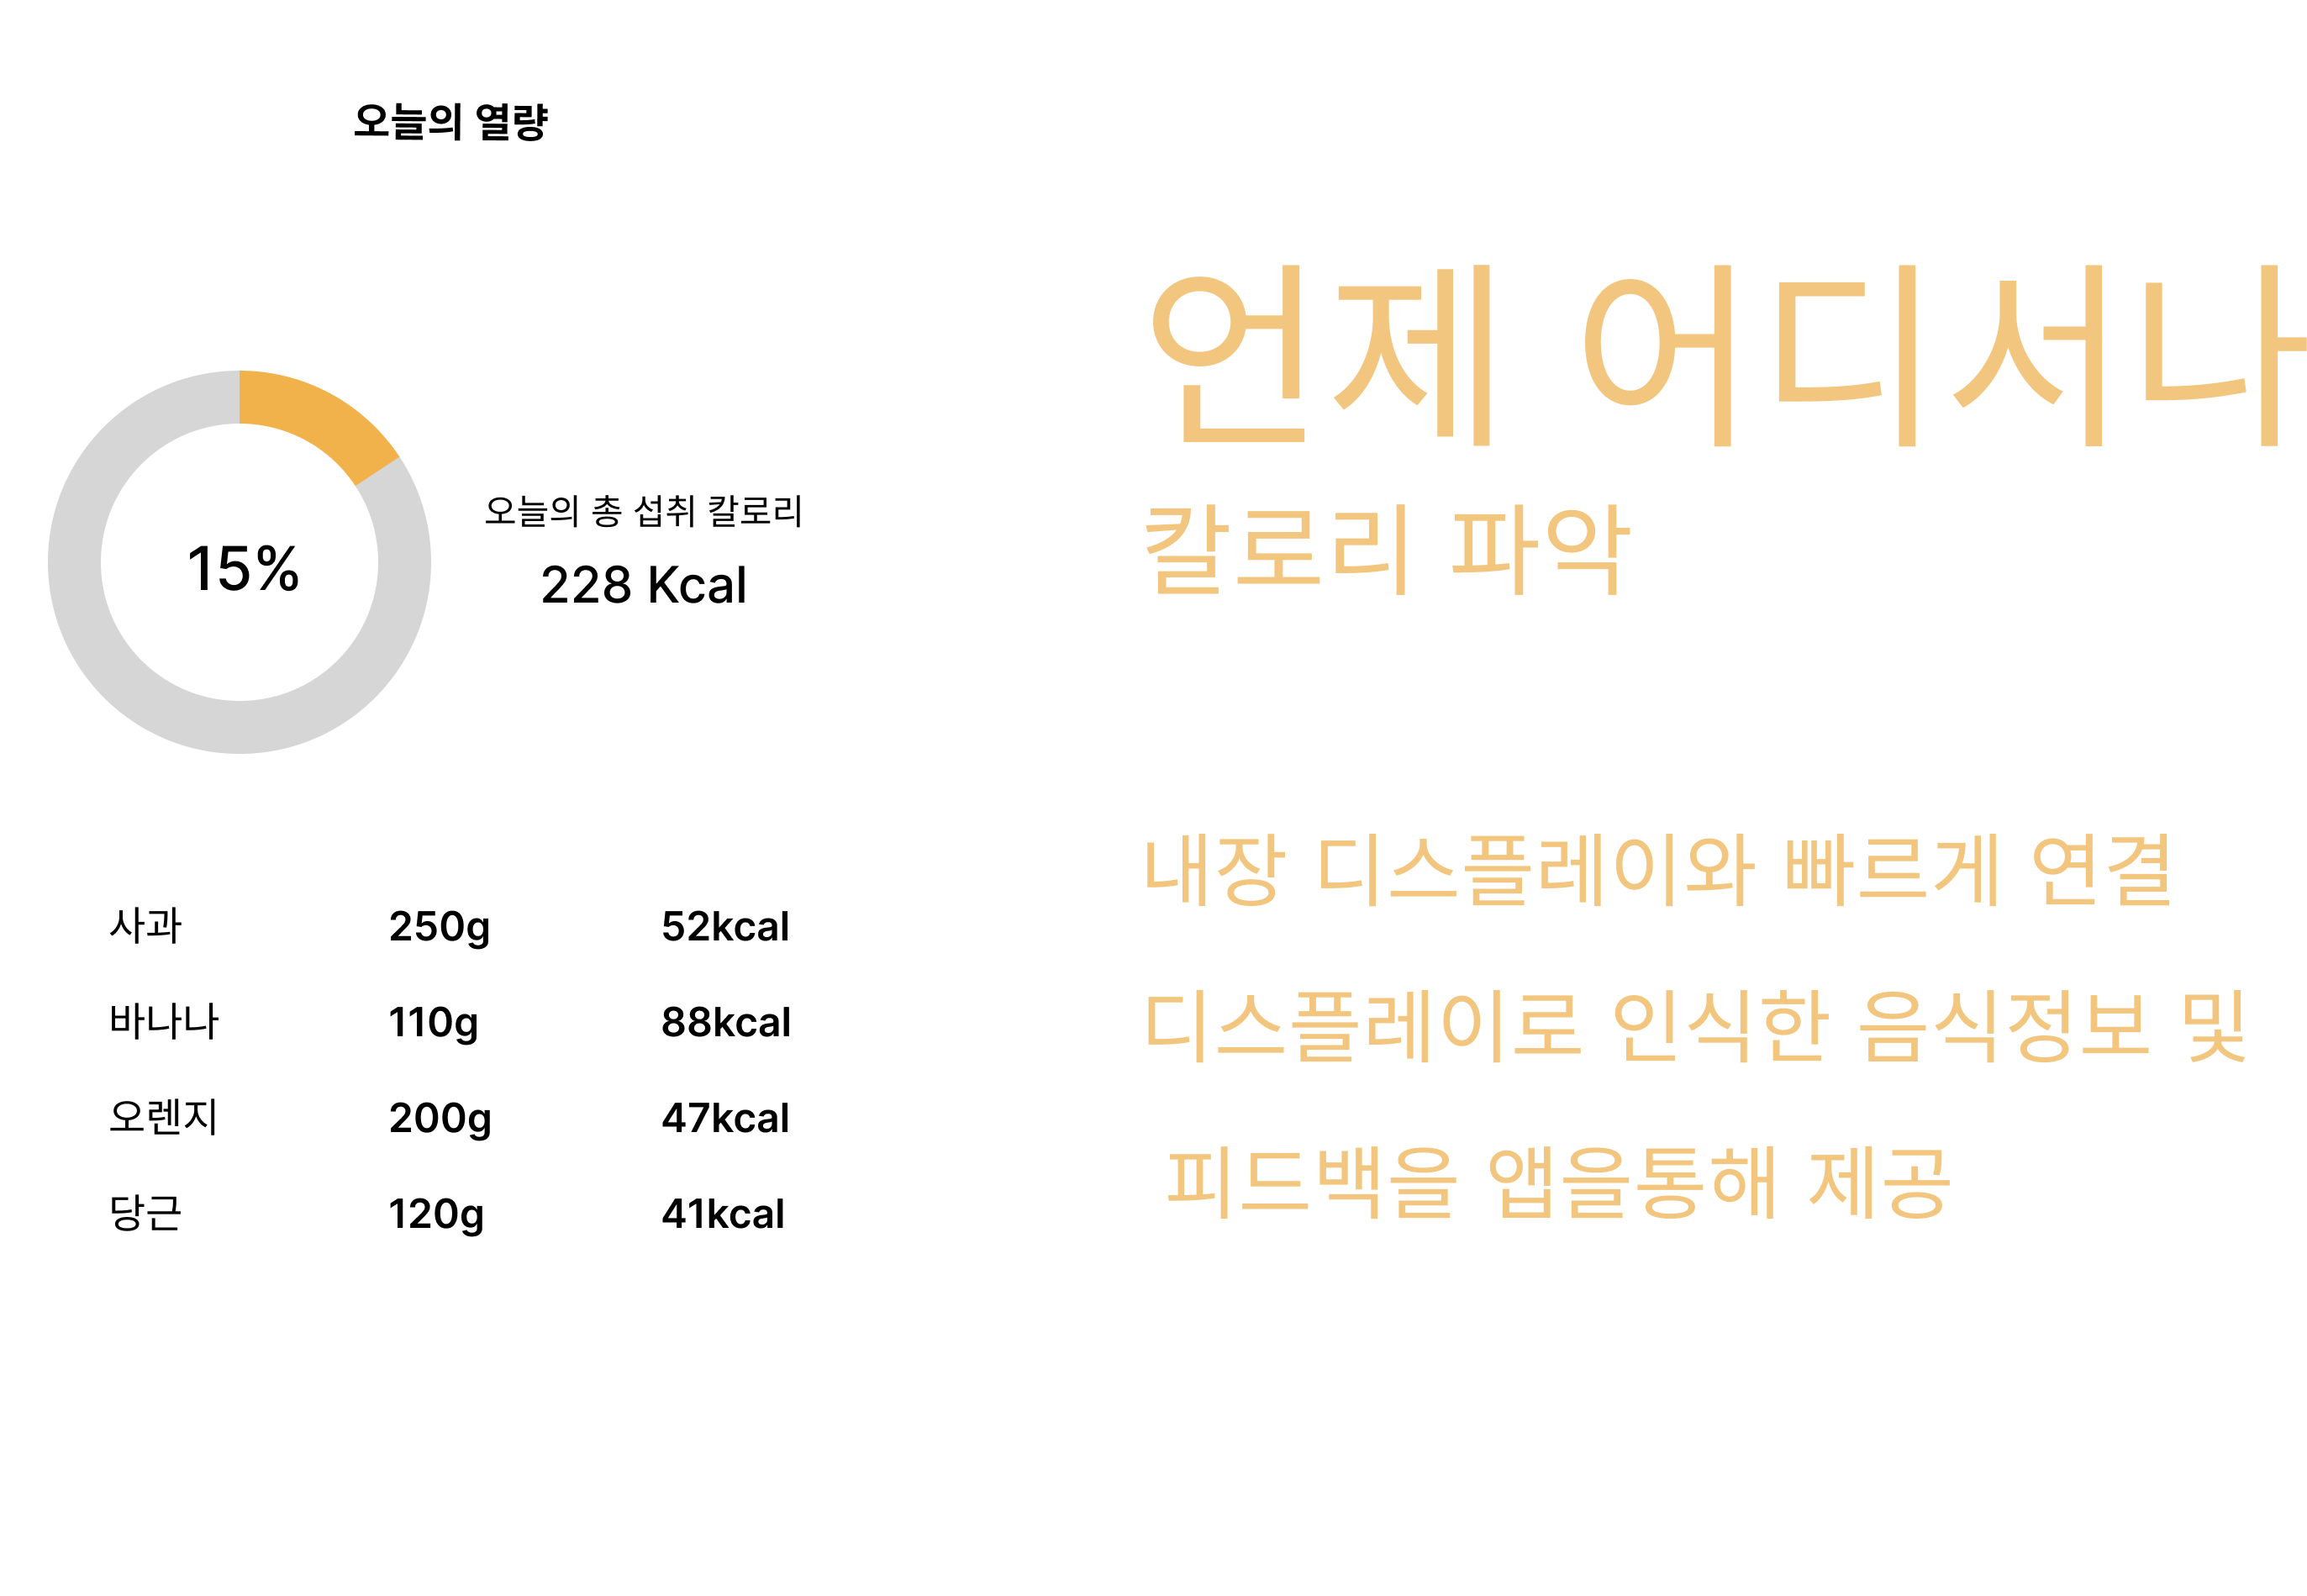 오늘의 열량
15%
오늘의 총 섭취 칼로리
228 Kcal
사과 250g 52kcal
바나나 110g 88kcal
오렌지 200g 47kcal
당근 120g 41kcal
언제 어디서나
칼로리 파악
내장 디스플레이와 빠르게 연결
디스플레이로 인식한 음식정보 및
피드백을 앱을통해 제공